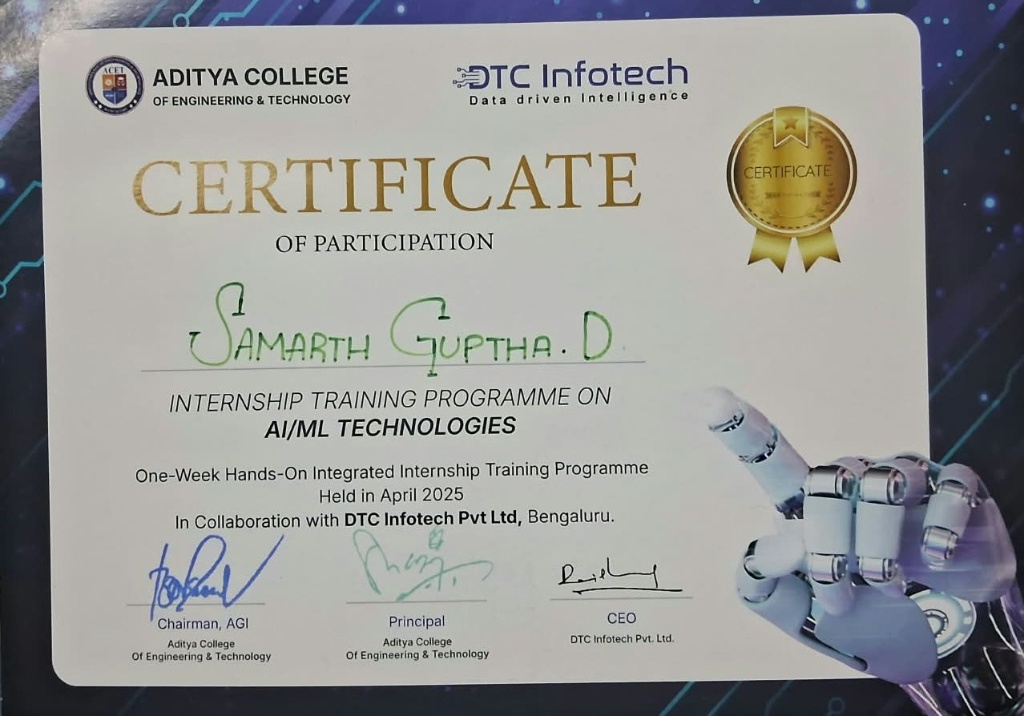 ACET
ADITYA COLLEGE
OF ENGINEERING & TECHNOLOGY
DTC Infotech
Data driven Intelligence
CERTIFICATE
OF PARTICIPATION
CERTIFICATE
SAMARTH GUPTHA. D
INTERNSHIP TRAINING PROGRAMME ON
AI/ML TECHNOLOGIES
One-Week Hands-On Integrated Internship Training Programme
Held in April 2025
In Collaboration with DTC Infotech Pvt Ltd, Bengaluru.
Chairman, AGI
Aditya College
Of Engineering & Technology
Principal
Aditya College
Of Engineering & Technology
CEO
DTC Infotech Pvt. Ltd.